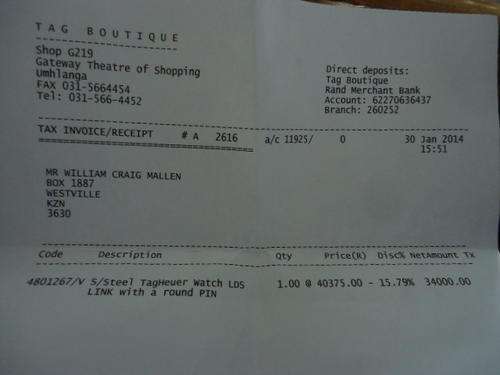 TAG BOUTIQUE
Shop G219
Gateway Theatre of Shopping
Umhlanga
FAX 031-5664454
Tel: 031-566-4452
Direct deposits:
Tag Boutique
Rand Merchant Bank
Account: 62270636437
Branch: 260252
TAX INVOICE/RECEIPT # A 2616 a/c 11925/ 0 30 Jan 2014
15:51
MR WILLIAM CRAIG MALLEN
BOX 1887
WESTVILLE
KZN
3630
Code Description Qty Price(R) Disc% NetAmount Tx
4801267/V S/Steel TagHeuer Watch LDS 1.00 @ 40375.00 - 15.79% 34000.00
LINK with a round PIN